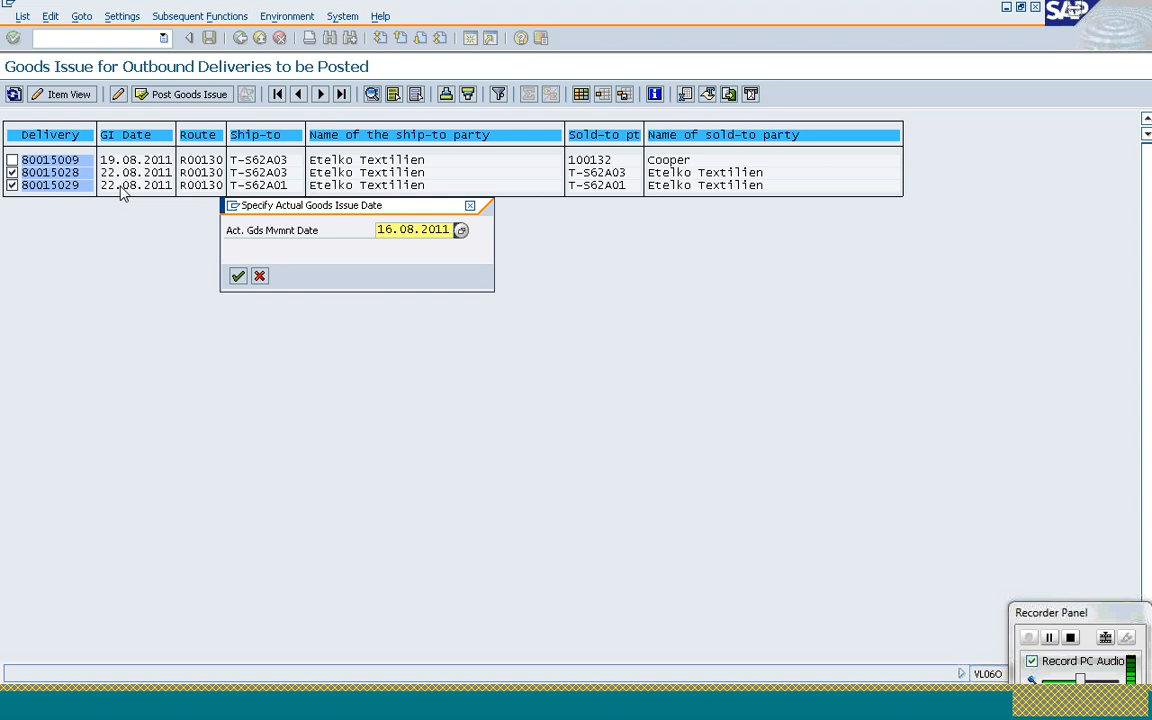 List Edit Goto Settings Subsequent Functions Environment System Help
SAP
Goods Issue for Outbound Deliveries to be Posted
Item View Post Goods Issue
Delivery GI Date Route Ship-to Name of the ship-to party Sold-to pt Name of sold-to party
80015009 19.08.2011 R00130 T-S62A03 Etelko Textilien 100132 Cooper
80015028 22.08.2011 R00130 T-S62A03 Etelko Textilien T-S62A03 Etelko Textilien
80015029 22.08.2011 R00130 T-S62A01 Etelko Textilien T-S62A01 Etelko Textilien
Specify Actual Goods Issue Date
Act. Gds Mvmnt Date 16.08.2011
Recorder Panel
Record PC Audio
VL06O